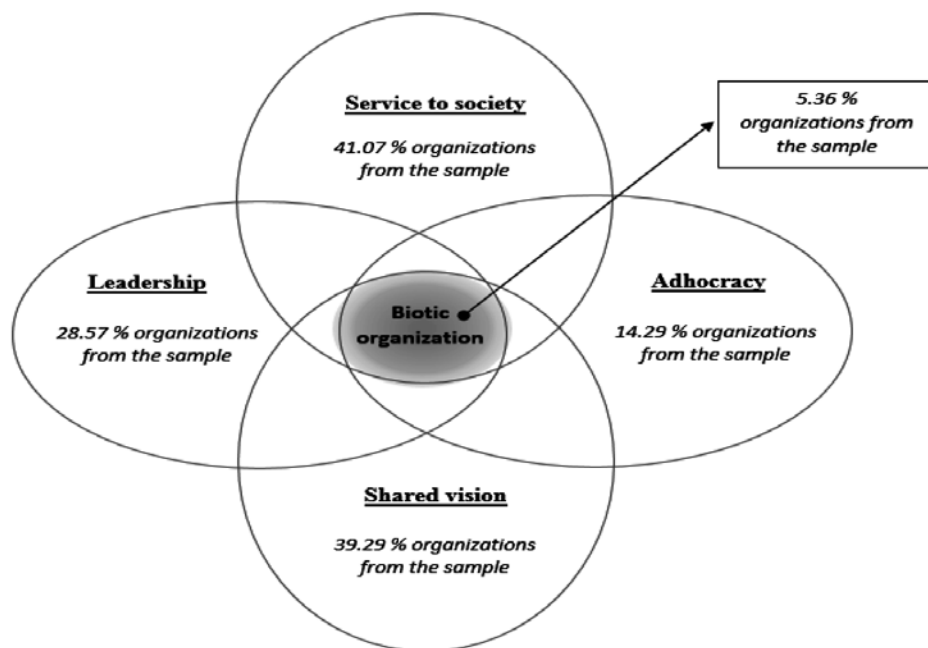 Service to society
41.07 % organizations
from the sample
5.36 %
organizations from
the sample
Leadership
28.57 % organizations
from the sample
Biotic
organization
Adhocracy
14.29 % organizations
from the sample
Shared vision
39.29 % organizations
from the sample